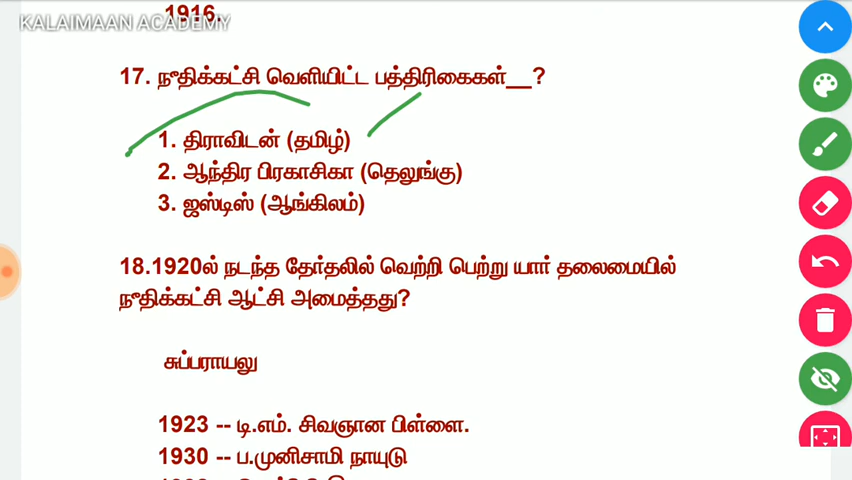 1916.
KALAIMAAN ACADEMY
17. நீதிக்கட்சி வெளியிட்ட பத்திரிகைகள்__?
1. திராவிடன் (தமிழ்)
2. ஆந்திர பிரகாசிகா (தெலுங்கு)
3. ஜஸ்டிஸ் (ஆங்கிலம்)
18.1920ல் நடந்த தேர்தலில் வெற்றி பெற்று யார் தலைமையில்
நீதிக்கட்சி ஆட்சி அமைத்தது?
சுப்பராயலு
1923 -- டி.எம். சிவஞான பிள்ளை.
1930 -- ப.முனிசாமி நாயுடு